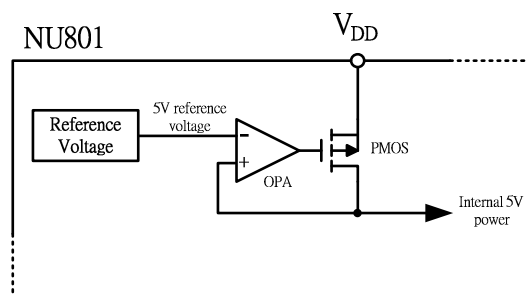 NU801
VDD
Reference
Voltage
5V reference
voltage
−
+
OPA
PMOS
Internal 5V
power